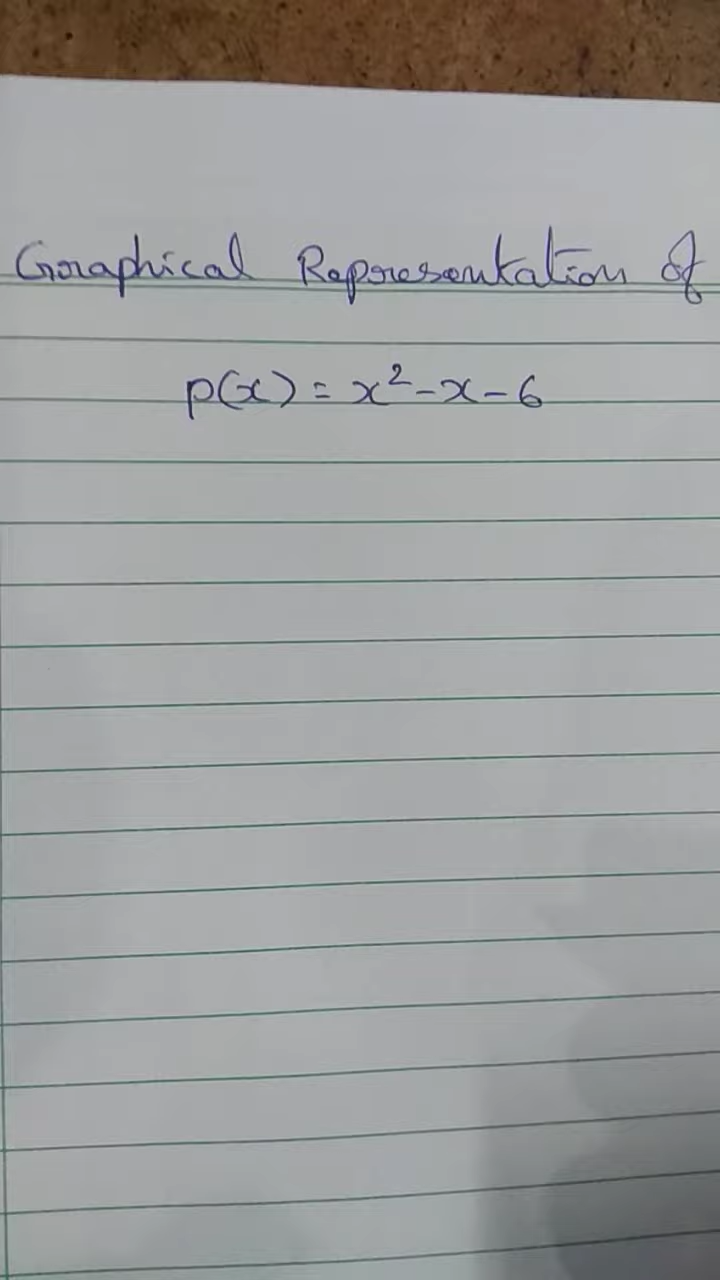 Graphical Representation of
p(x) = x² - x - 6